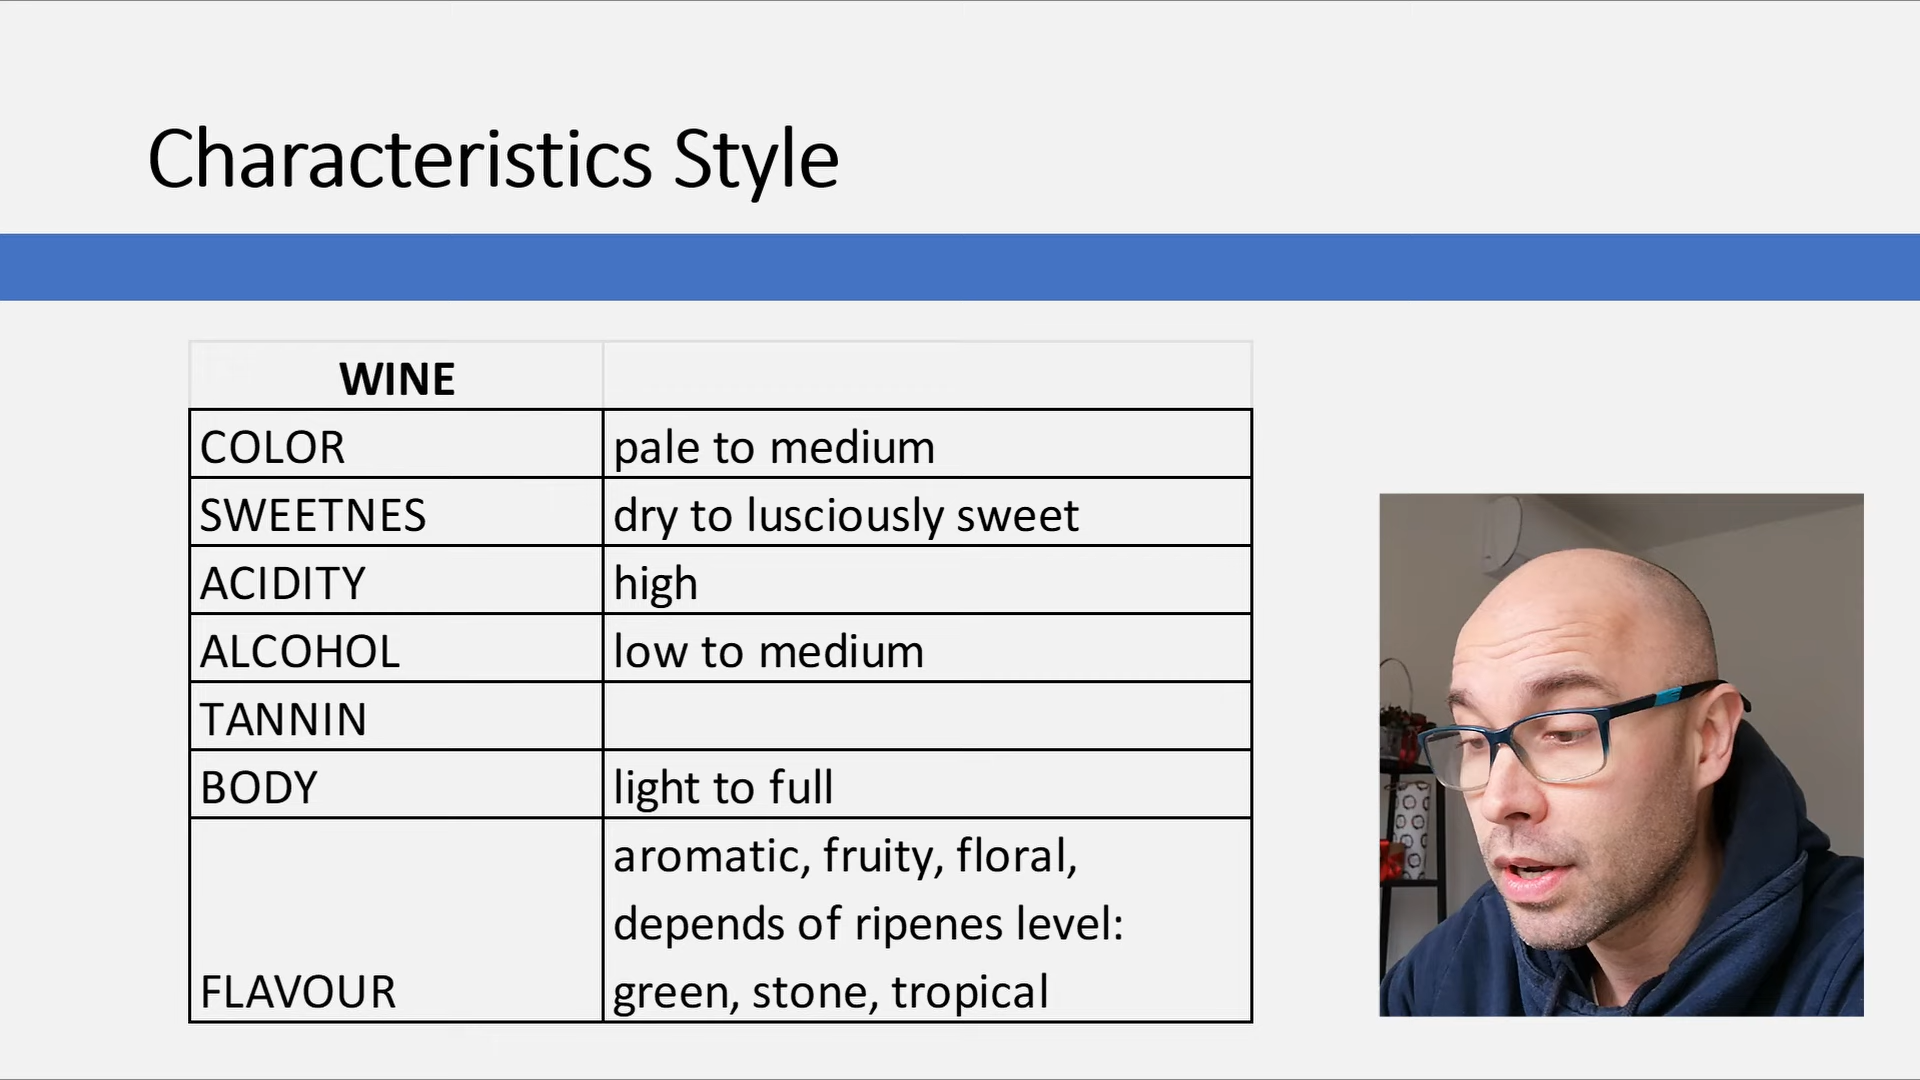 Characteristics Style
WINE
COLOR pale to medium
SWEETNES dry to lusciously sweet
ACIDITY high
ALCOHOL low to medium
TANNIN
BODY light to full
aromatic, fruity, floral,
depends of ripenes level:
FLAVOUR green, stone, tropical